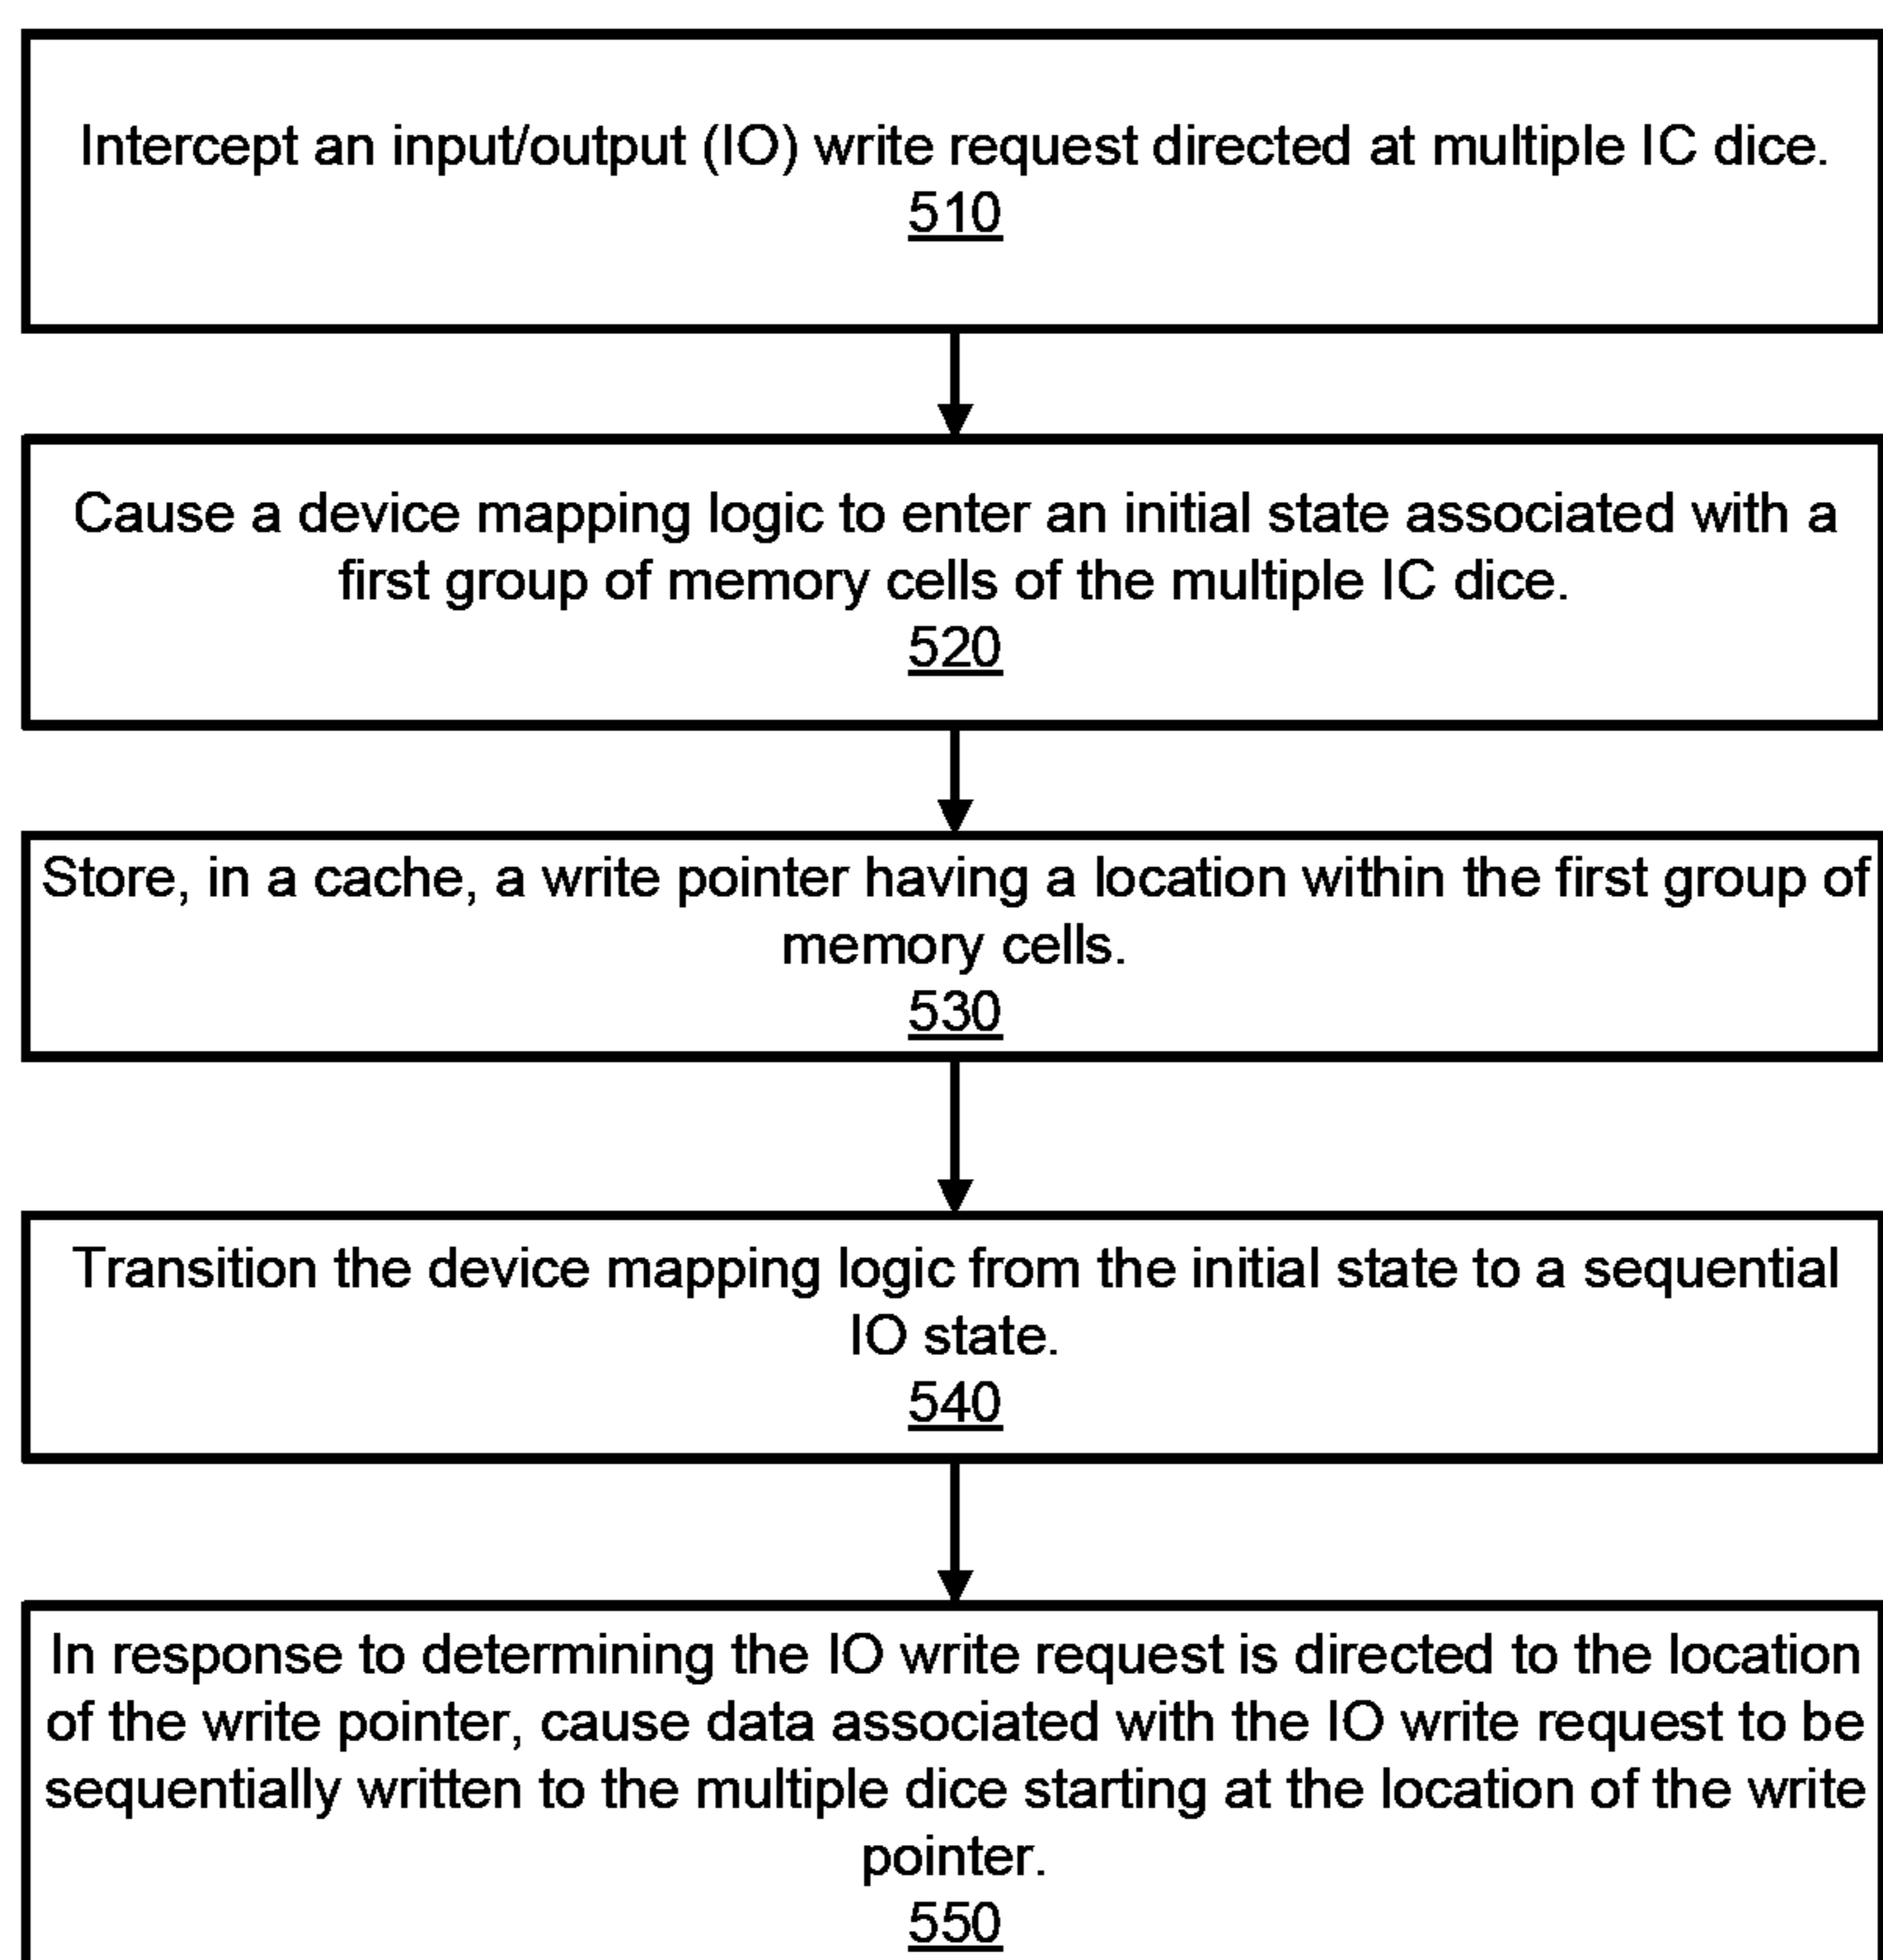 Intercept an input/output (IO) write request directed at multiple IC dice.
510
Cause a device mapping logic to enter an initial state associated with a
first group of memory cells of the multiple IC dice.
520
Store, in a cache, a write pointer having a location within the first group of
memory cells.
530
Transition the device mapping logic from the initial state to a sequential
IO state.
540
In response to determining the IO write request is directed to the location
of the write pointer, cause data associated with the IO write request to be
sequentially written to the multiple dice starting at the location of the write
pointer.
550